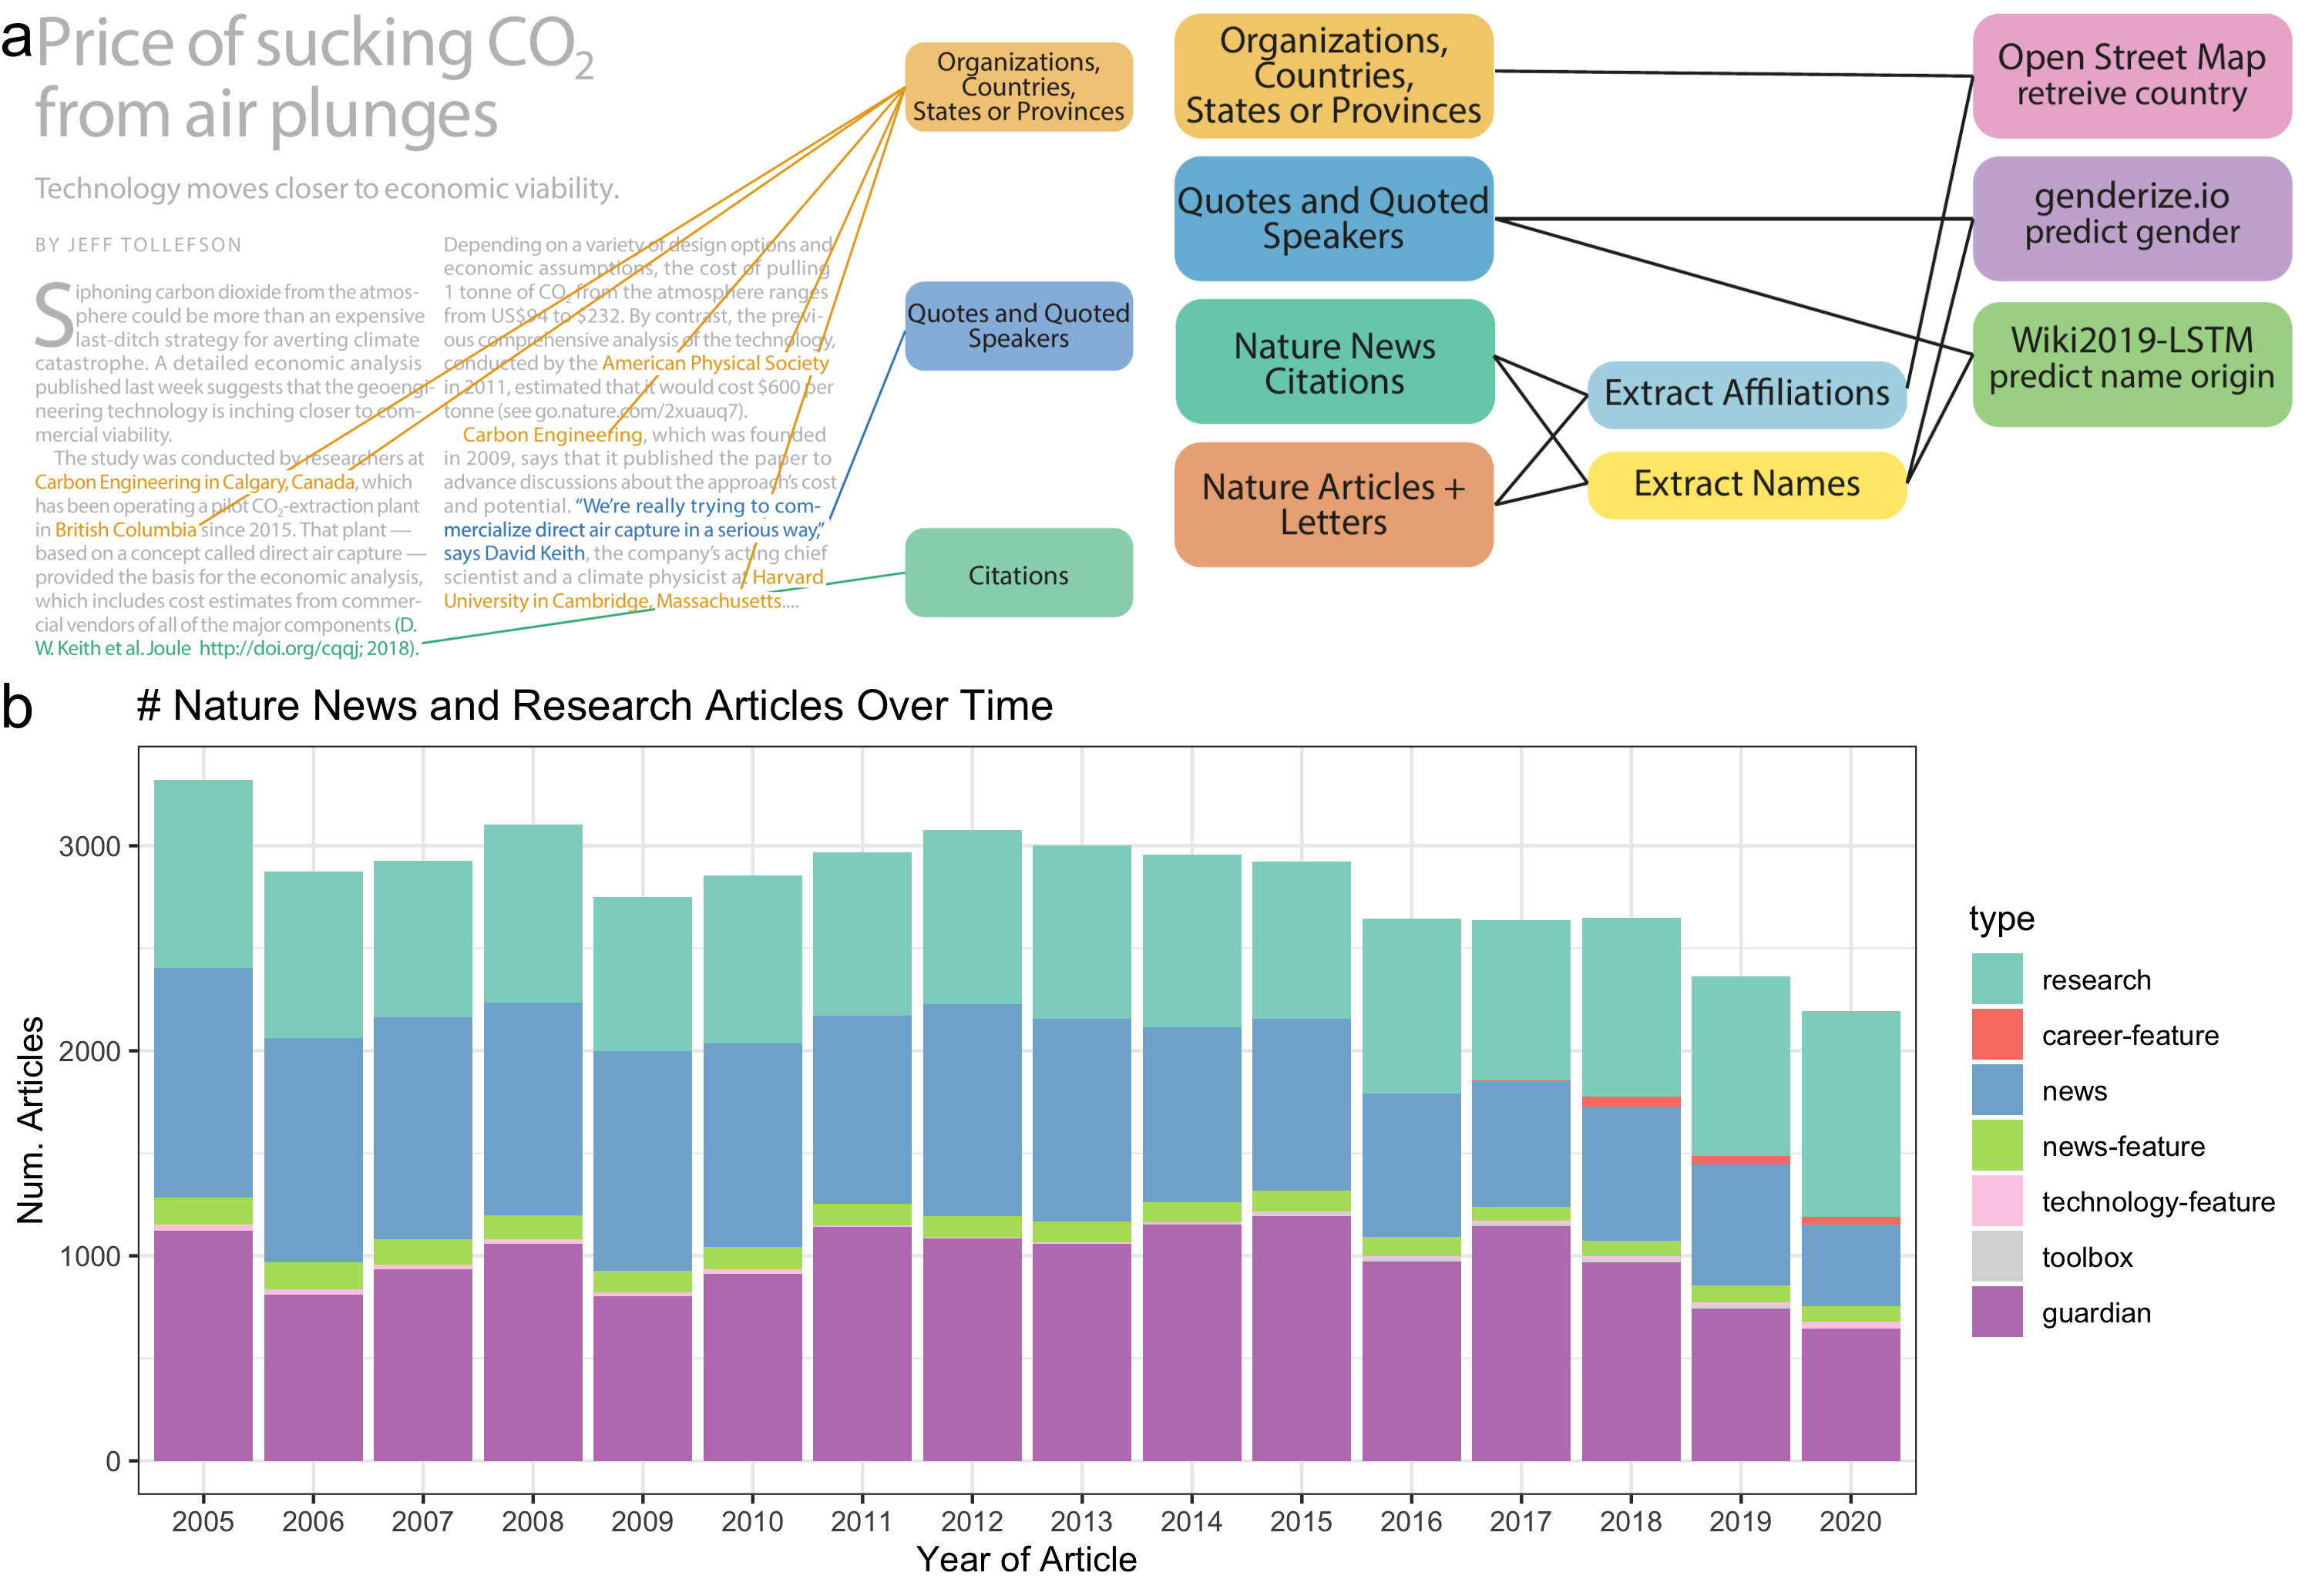 a
Price of sucking CO2
from air plunges
Technology moves closer to economic viability.
BY JEFF TOLLEFSON
Siphoning carbon dioxide from the atmos-
phere could be more than an expensive
last-ditch strategy for averting climate
catastrophe. A detailed economic analysis
published last week suggests that the geoengi-
neering technology is inching closer to com-
mercial viability.
The study was conducted by researchers at
Carbon Engineering in Calgary, Canada, which
has been operating a pilot CO2-extraction plant
in British Columbia since 2015. That plant —
based on a concept called direct air capture —
provided the basis for the economic analysis,
which includes cost estimates from commer-
cial vendors of all of the major components (D.
W. Keith et al. Joule http://doi.org/cqqj; 2018).
Depending on a variety of design options and
economic assumptions, the cost of pulling
1 tonne of CO2 from the atmosphere ranges
from US$94 to $232. By contrast, the previ-
ous comprehensive analysis of the technology,
conducted by the American Physical Society
in 2011, estimated that it would cost $600 per
tonne (see go.nature.com/2xuauq7).
Carbon Engineering, which was founded
in 2009, says that it published the paper to
advance discussions about the approach's cost
and potential. “We're really trying to com-
mercialize direct air capture in a serious way,”
says David Keith, the company's acting chief
scientist and a climate physicist at Harvard
University in Cambridge, Massachusetts....
Organizations,
Countries,
States or Provinces
Quotes and Quoted
Speakers
Citations
Organizations,
Countries,
States or Provinces
Quotes and Quoted
Speakers
Nature News
Citations
Nature Articles +
Letters
Extract Affiliations
Extract Names
Open Street Map
retreive country
genderize.io
predict gender
Wiki2019-LSTM
predict name origin
b
# Nature News and Research Articles Over Time
Num. Articles
3000
2000
1000
0
2005 2006 2007 2008 2009 2010 2011 2012 2013 2014 2015 2016 2017 2018 2019 2020
Year of Article
type
research
career-feature
news
news-feature
technology-feature
toolbox
guardian